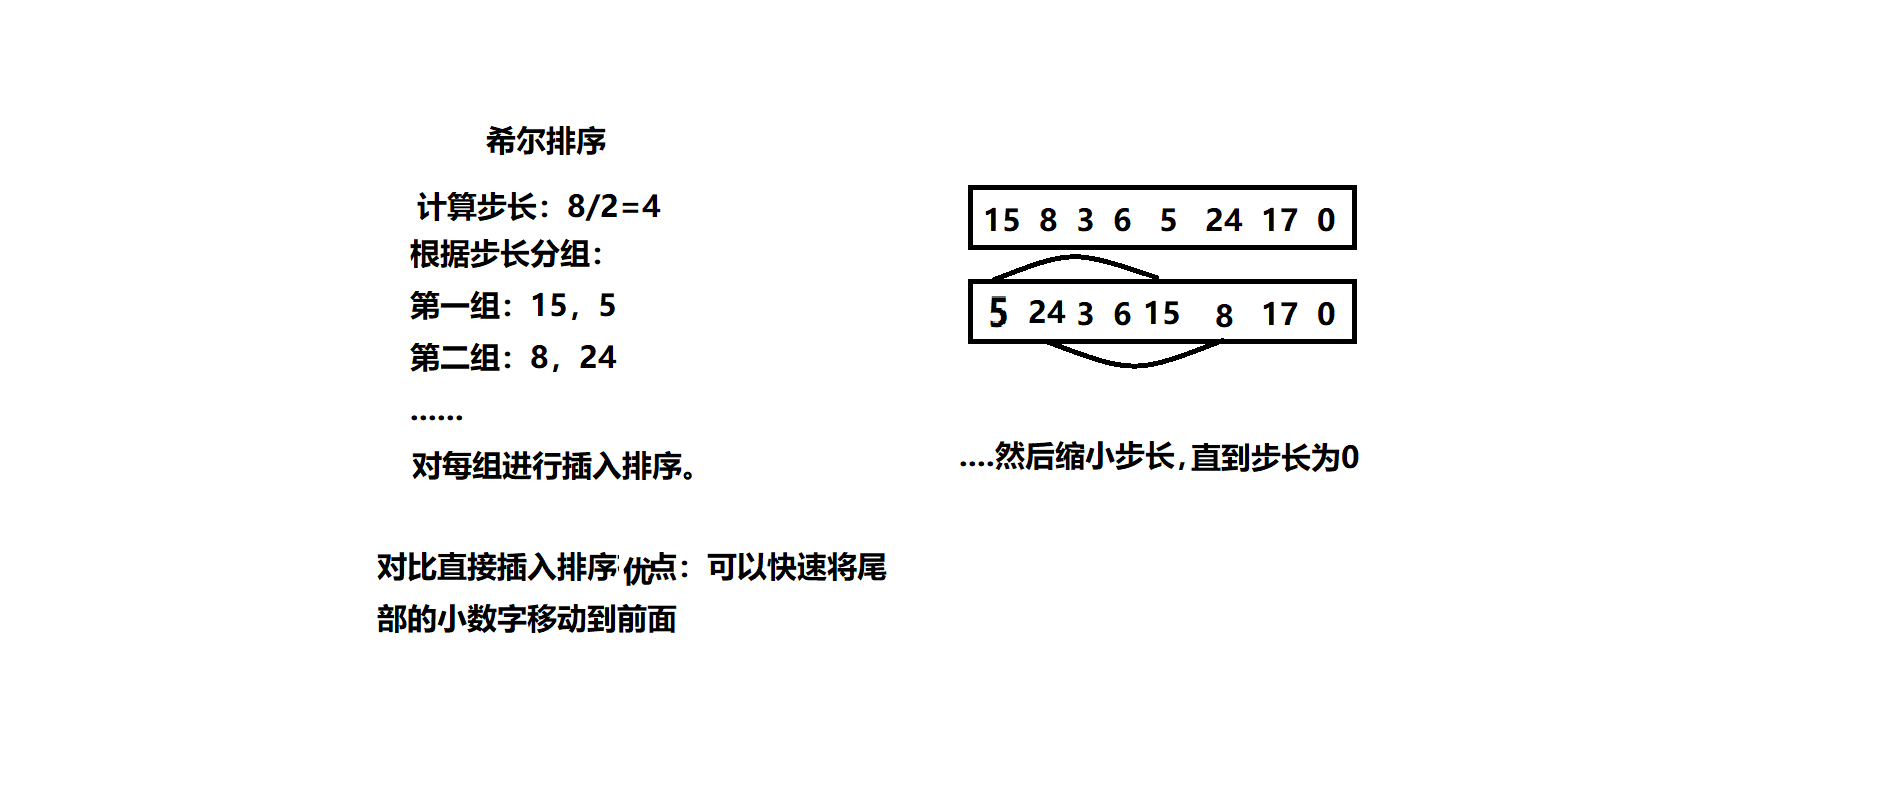 希尔排序
计算步长：8/2=4
根据步长分组：
第一组：15，5
第二组：8，24
......
对每组进行插入排序。
对比直接插入排序优点：可以快速将尾
部的小数字移动到前面
15 8 3 6 5 24 17 0
5 24 3 6 15 8 17 0
....然后缩小步长，直到步长为0